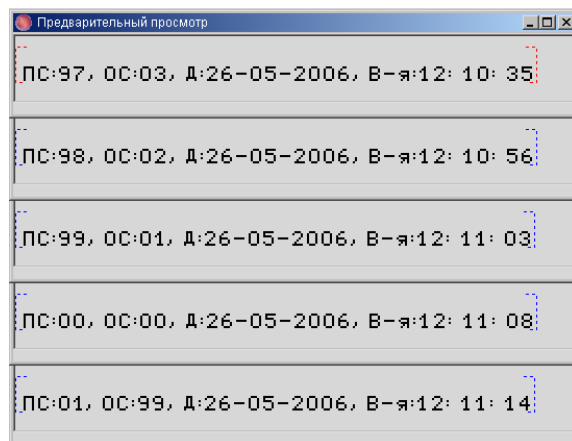 Предварительный просмотр
ПС:97, ОС:03, Д:26-05-2006, В-я:12: 10: 35
ПС:98, ОС:02, Д:26-05-2006, В-я:12: 10: 56
ПС:99, ОС:01, Д:26-05-2006, В-я:12: 11: 03
ПС:00, ОС:00, Д:26-05-2006, В-я:12: 11: 08
ПС:01, ОС:99, Д:26-05-2006, В-я:12: 11: 14